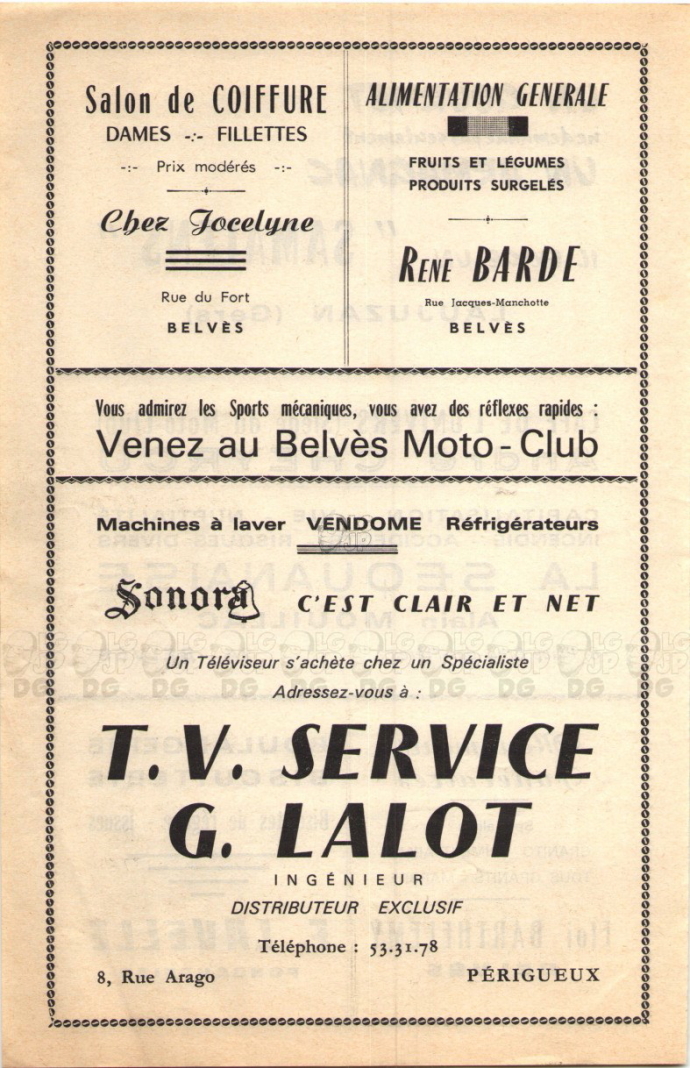 Salon de COIFFURE
DAMES -:- FILLETTES
-:- Prix modérés -:-
Chez Jocelyne
Rue du Fort
BELVÈS
ALIMENTATION GENERALE
FRUITS ET LÉGUMES
PRODUITS SURGELÉS
RENE BARDE
Rue Jacques-Manchotte
BELVÈS
Vous admirez les Sports mécaniques, vous avez des réflexes rapides :
Venez au Belvès Moto-Club
Machines à laver VENDOME Réfrigérateurs
Sonora C'EST CLAIR ET NET
Un Téléviseur s'achète chez un Spécialiste
Adressez-vous à :
T.V. SERVICE
G. LALOT
INGÉNIEUR
DISTRIBUTEUR EXCLUSIF
Téléphone : 53.31.78
8, Rue Arago PÉRIGUEUX